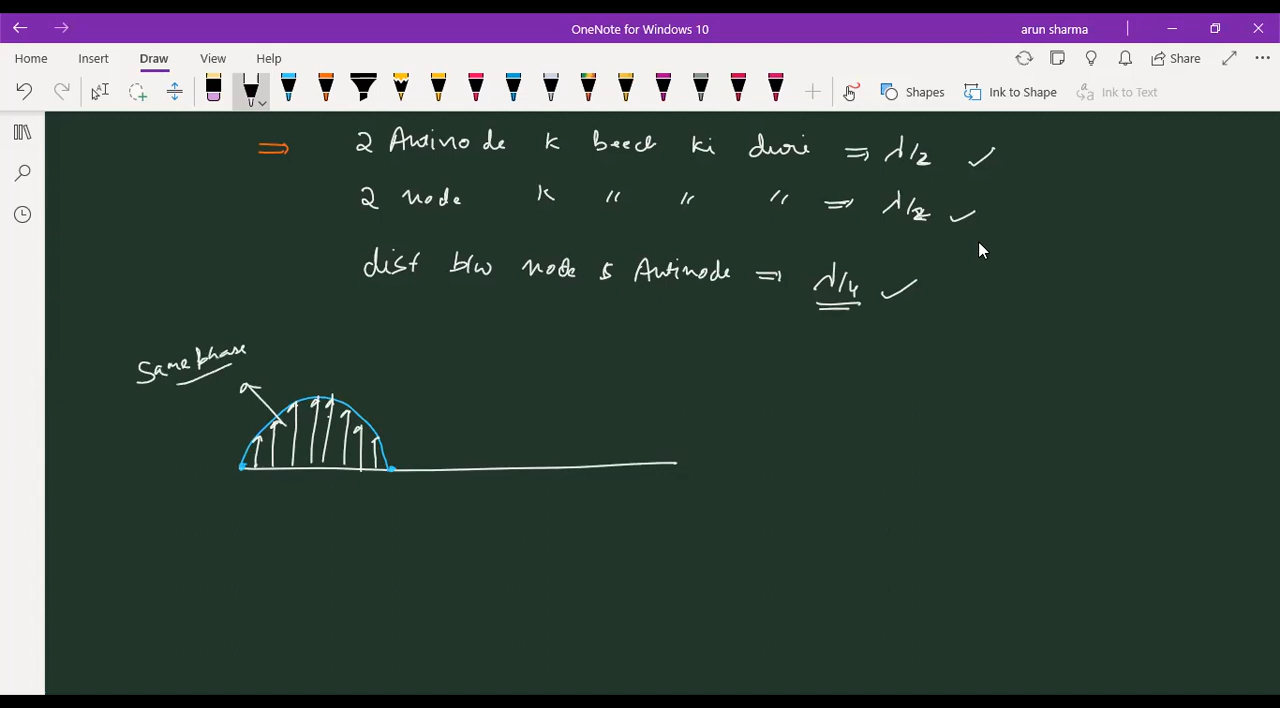 OneNote for Windows 10
arun sharma
Home Insert Draw View Help
Share
Shapes Ink to Shape Ink to Text
⇒ 2 Antinode k beech ki duri ⇒ λ/2 ✓
2 node k " " " ⇒ λ/2 ✓
dist b/w node & Antinode ⇒ λ/4 ✓
Same phase